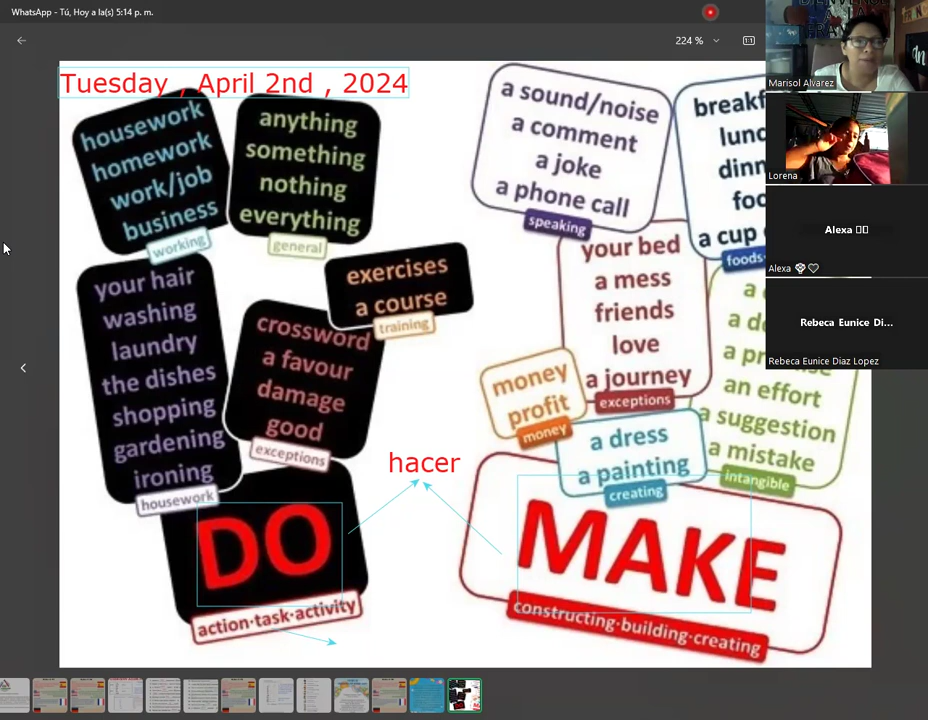 WhatsApp - Tú, Hoy a la(s) 5:14 p. m.
224 %
1:1
Tuesday , April 2nd , 2024
housework
homework
work/job
business
working
anything
something
nothing
everything
general
exercises
a course
training
your hair
washing
laundry
the dishes
shopping
gardening
ironing
housework
crossword
a favour
damage
good
exceptions
DO
action·task·activity
hacer
a sound/noise
a comment
a joke
a phone call
speaking
your bed
a mess
friends
love
a journey
exceptions
money
profit
money
a dress
a painting
creating
a cup
foods
an effort
a suggestion
a mistake
intangible
MAKE
constructing·building·creating
Marisol Alvarez
Lorena
Alexa
Alexa
Rebeca Eunice Di...
Rebeca Eunice Diaz Lopez